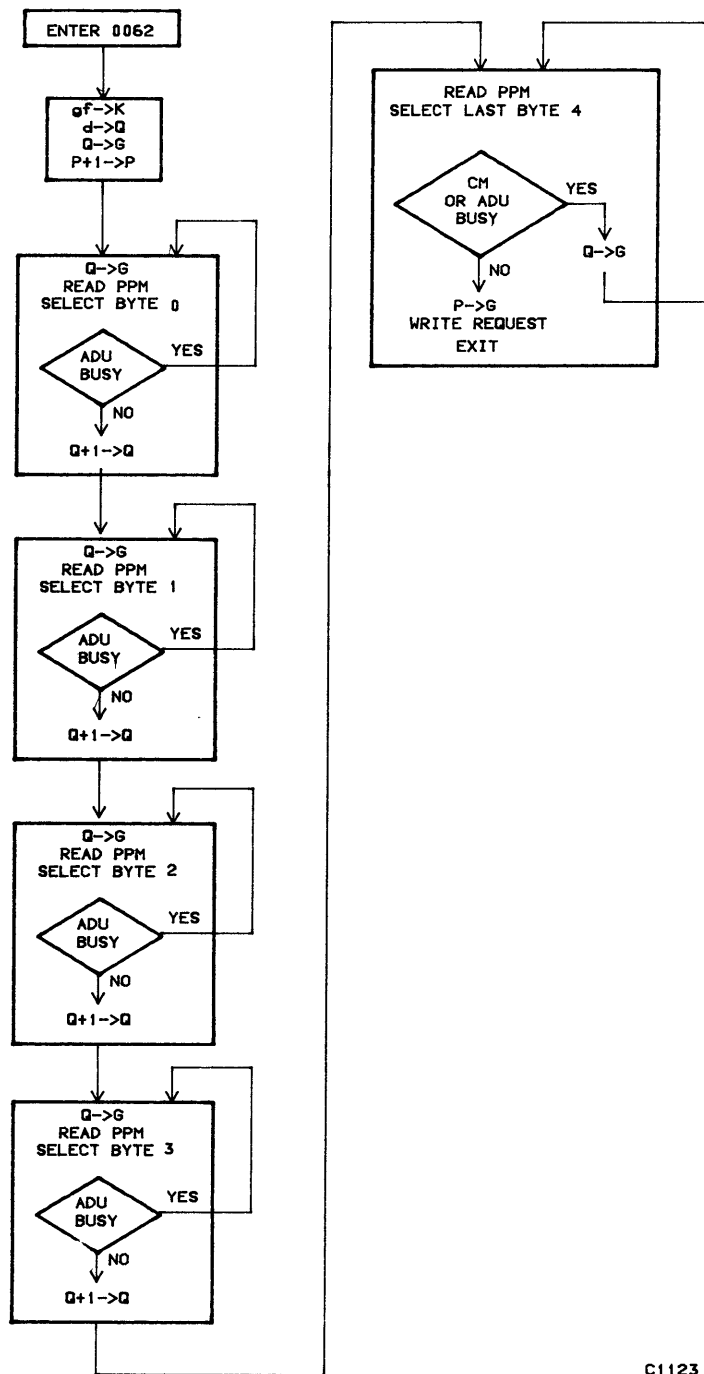 ENTER 0062
gf->K
d->Q
Q->G
P+1->P
Q->G
READ PPM
SELECT BYTE 0
ADU
BUSY
YES
NO
Q+1->Q
Q->G
READ PPM
SELECT BYTE 1
ADU
BUSY
YES
NO
Q+1->Q
Q->G
READ PPM
SELECT BYTE 2
ADU
BUSY
YES
NO
Q+1->Q
Q->G
READ PPM
SELECT BYTE 3
ADU
BUSY
YES
NO
Q+1->Q
READ PPM
SELECT LAST BYTE 4
CM
OR ADU
BUSY
YES
Q->G
NO
P->G
WRITE REQUEST
EXIT
C1123